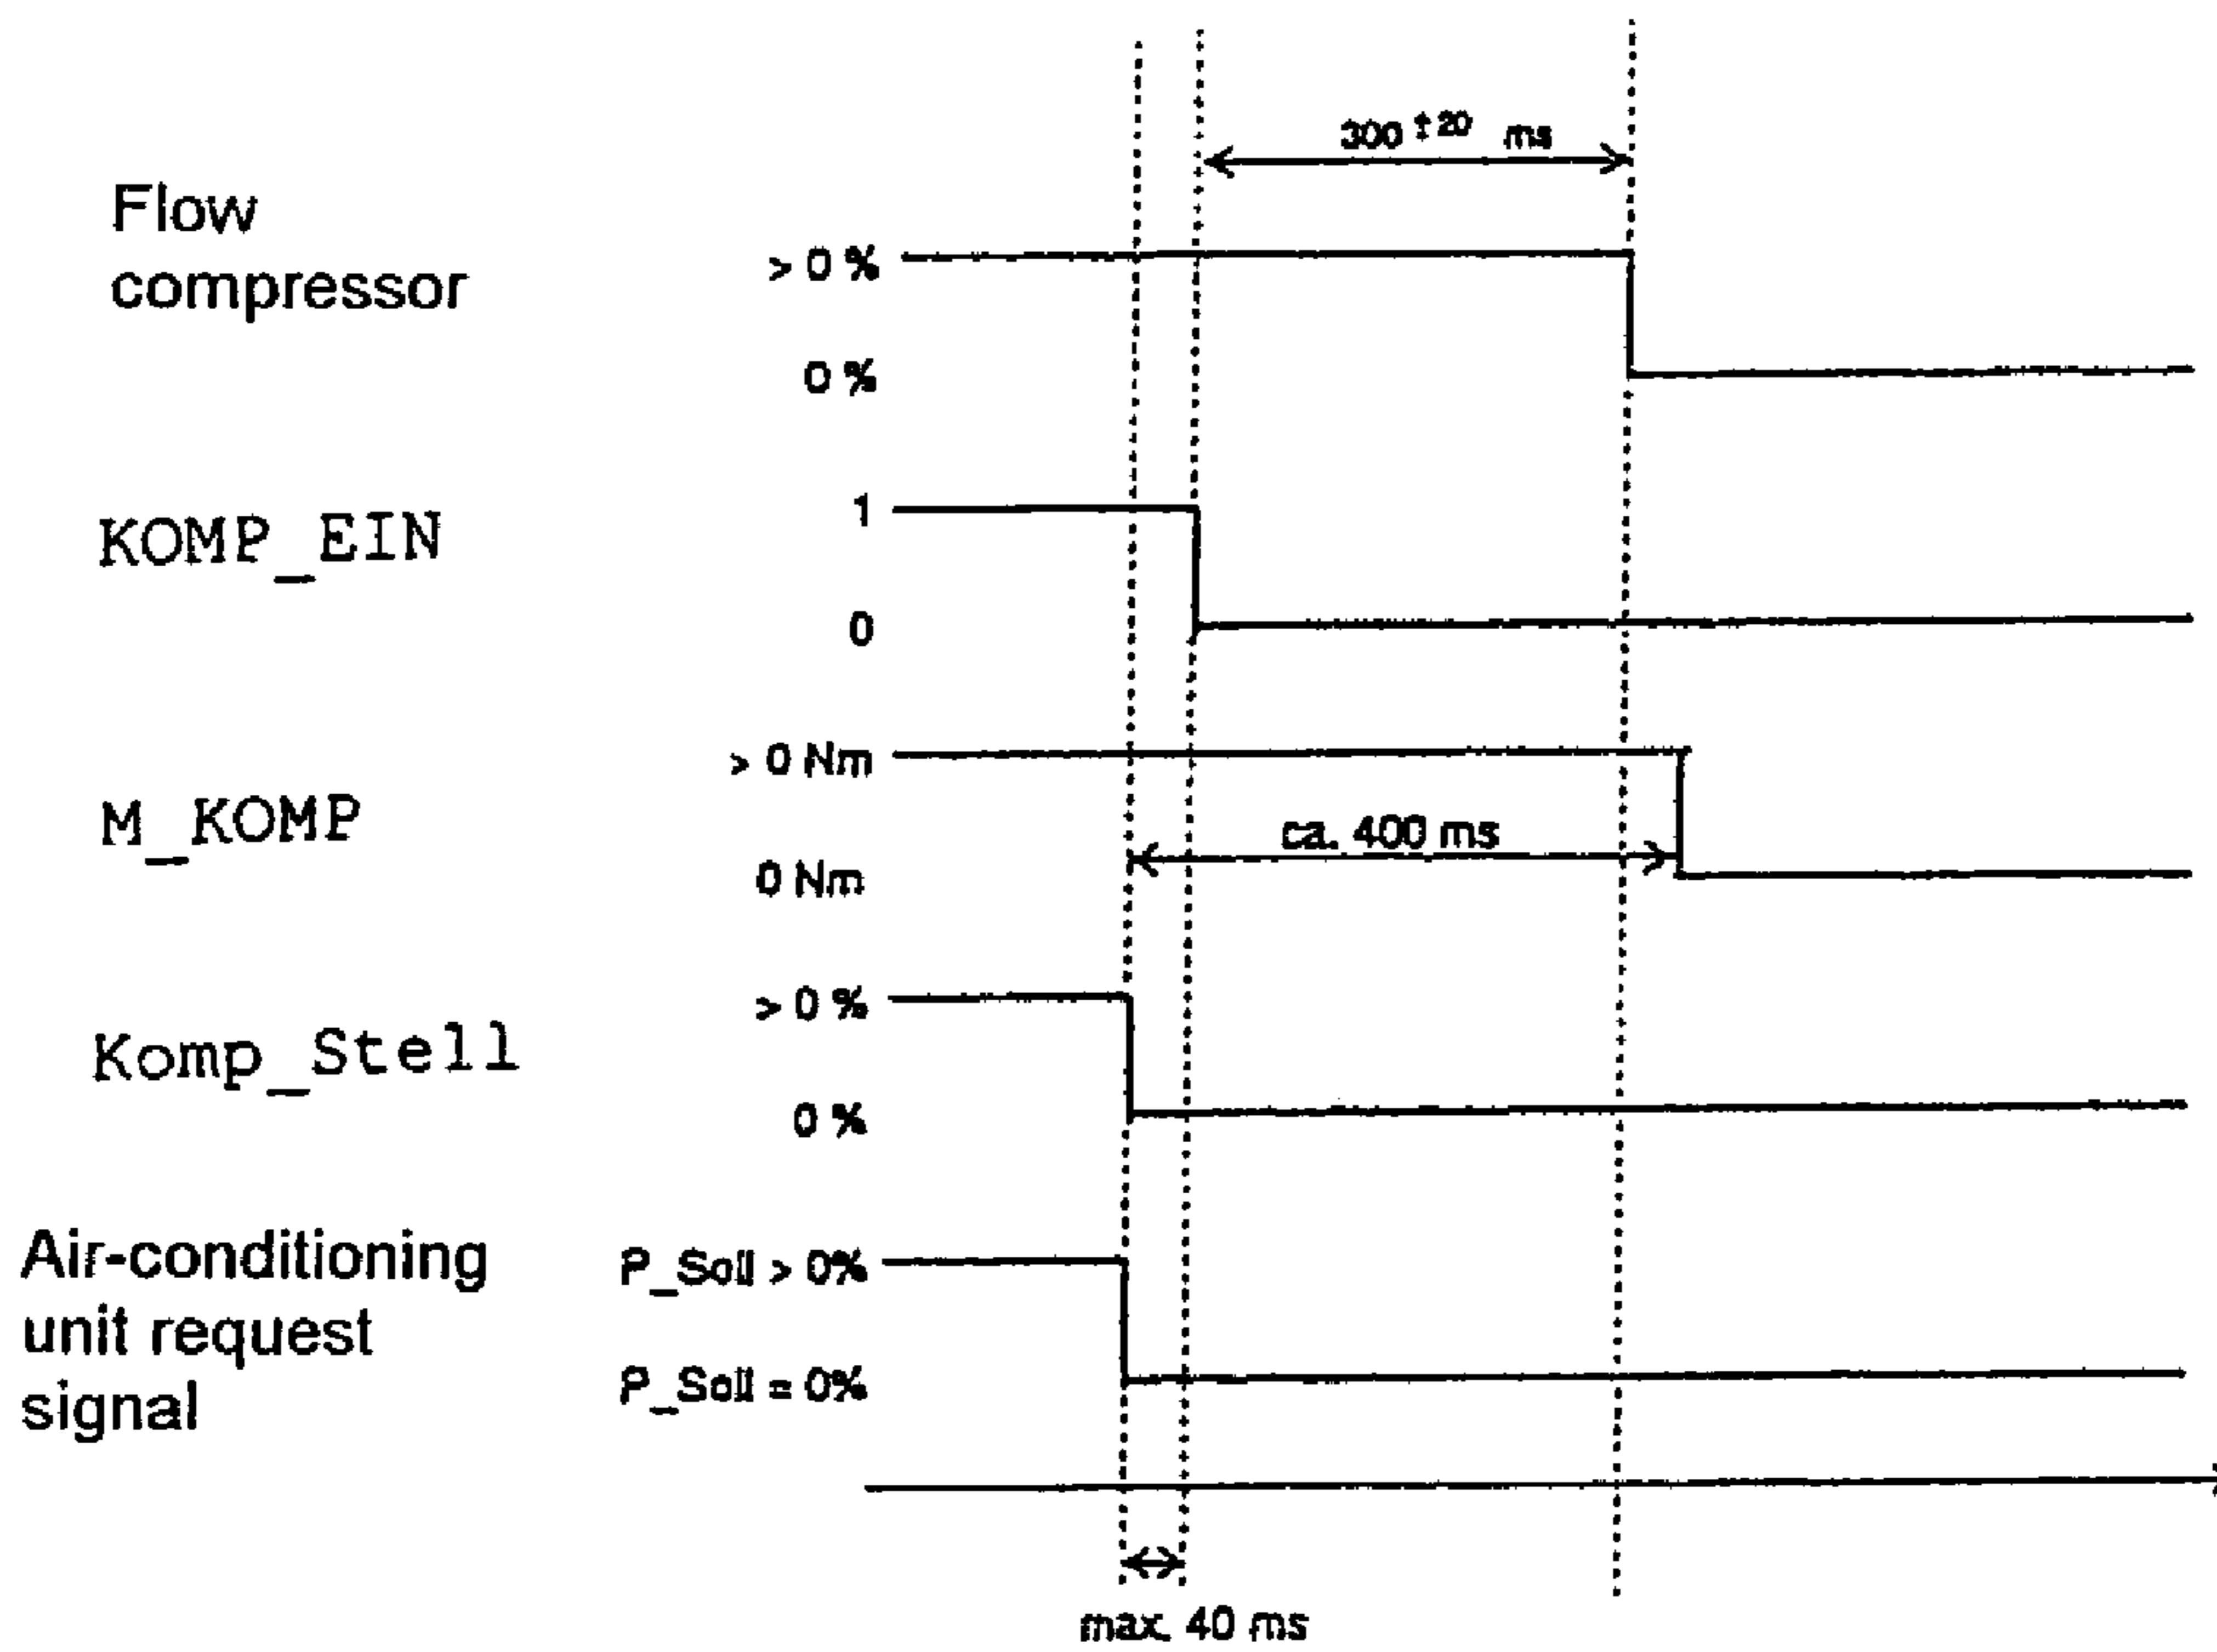 300 ±20 ms
Flow
compressor
> 0 %
0 %
KOMP_EIN
1
0
M_KOMP
> 0 Nm
ca. 400 ms
0 Nm
Komp_Stell
> 0 %
0 %
Air-conditioning
unit request
signal
P_Soll > 0%
P_Soll = 0%
max. 40 ms